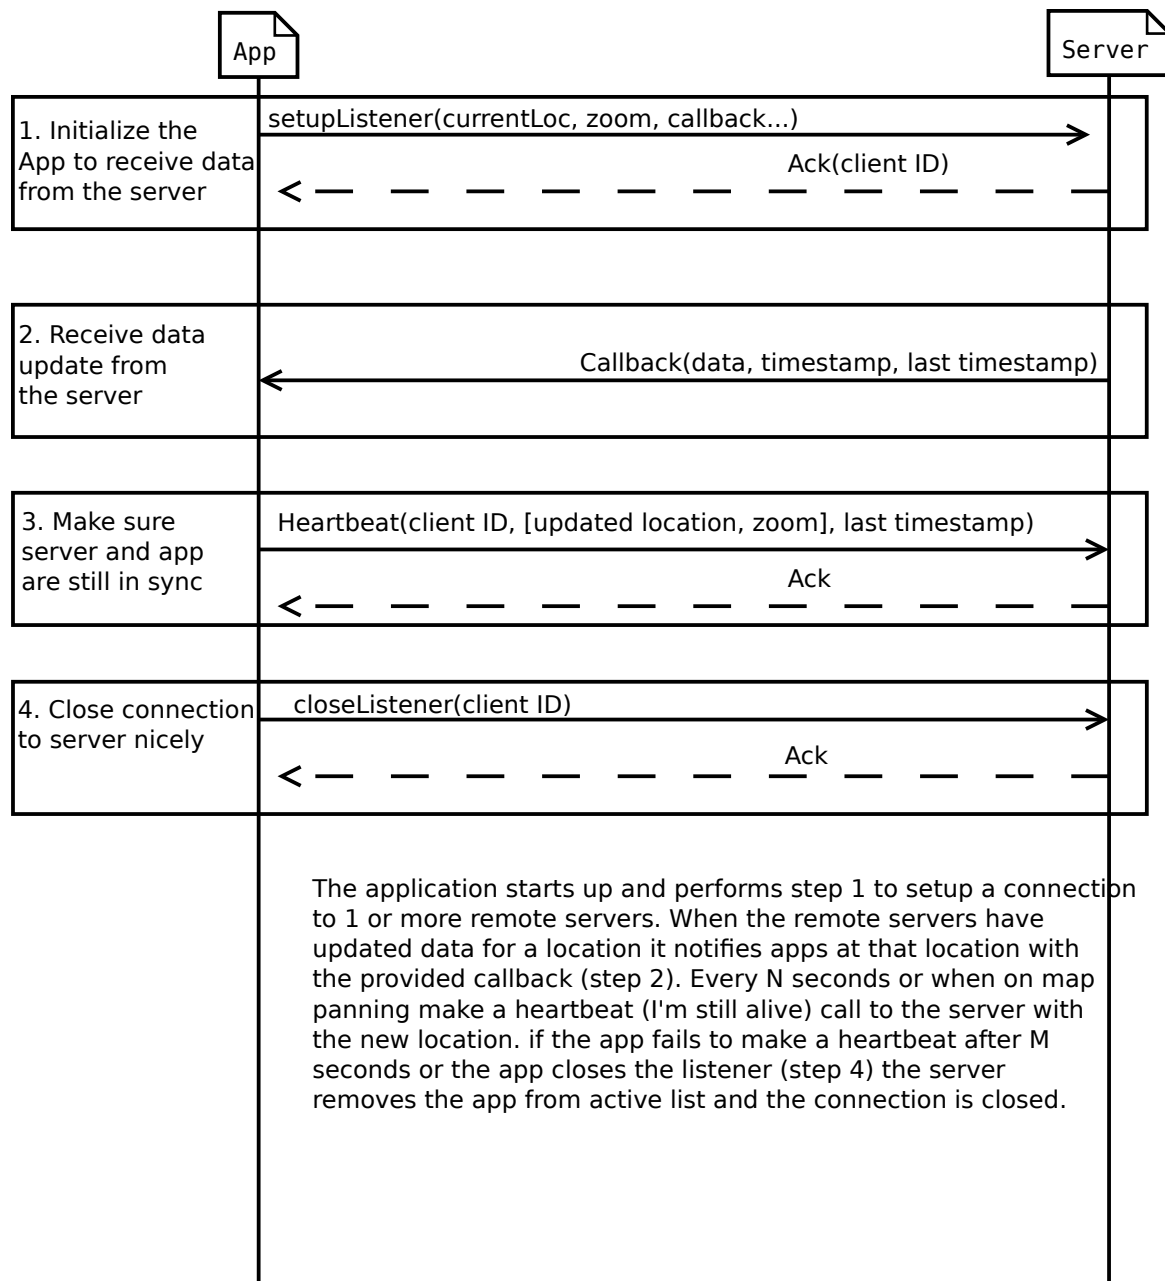 App
Server
1. Initialize the
App to receive data
from the server
setupListener(currentLoc, zoom, callback...)
Ack(client ID)
2. Receive data
update from
the server
Callback(data, timestamp, last timestamp)
3. Make sure
server and app
are still in sync
Heartbeat(client ID, [updated location, zoom], last timestamp)
Ack
4. Close connection
to server nicely
closeListener(client ID)
Ack
The application starts up and performs step 1 to setup a connection
to 1 or more remote servers. When the remote servers have
updated data for a location it notifies apps at that location with
the provided callback (step 2). Every N seconds or when on map
panning make a heartbeat (I'm still alive) call to the server with
the new location. if the app fails to make a heartbeat after M
seconds or the app closes the listener (step 4) the server
removes the app from active list and the connection is closed.